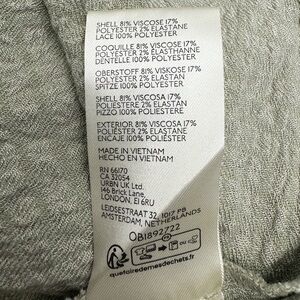 SHELL 81% VISCOSE 17%
POLYESTER 2% ELASTANE
LACE 100% POLYESTER
COQUILLE 81% VISCOSE 17%
POLYESTER 2% ÉLASTHANNE
DENTELLE 100% POLYESTER
OBERSTOFF 81% VISKOSE 17%
POLYESTER 2% ELASTAN
SPITZE 100% POLYESTER
SHELL 81% VISCOSA 17%
POLIESTERE 2% ELASTAN
PIZZO 100% POLIESTERE
EXTERIOR 81% VISCOSA 17%
POLIÉSTER 2% ELASTANO
ENCAJE 100% POLIÉSTER
MADE IN VIETNAM
HECHO EN VIETNAM
RN 66170
CA 32054
URBN UK Ltd.
146 Brick Lane,
LONDON, E1 6RU
LEIDSESTRAAT 32, 1017 PB
AMSTERDAM, NETHERLANDS
OB1892722
quefairedemesdechets.fr